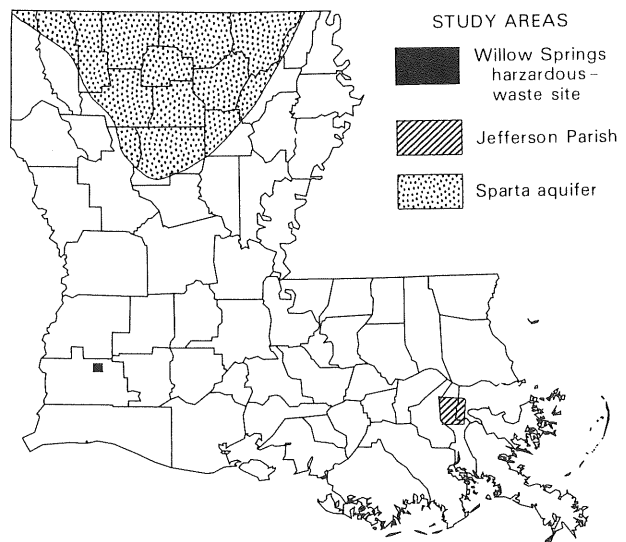 STUDY AREAS
Willow Springs
harzardous-
waste site
Jefferson Parish
Sparta aquifer